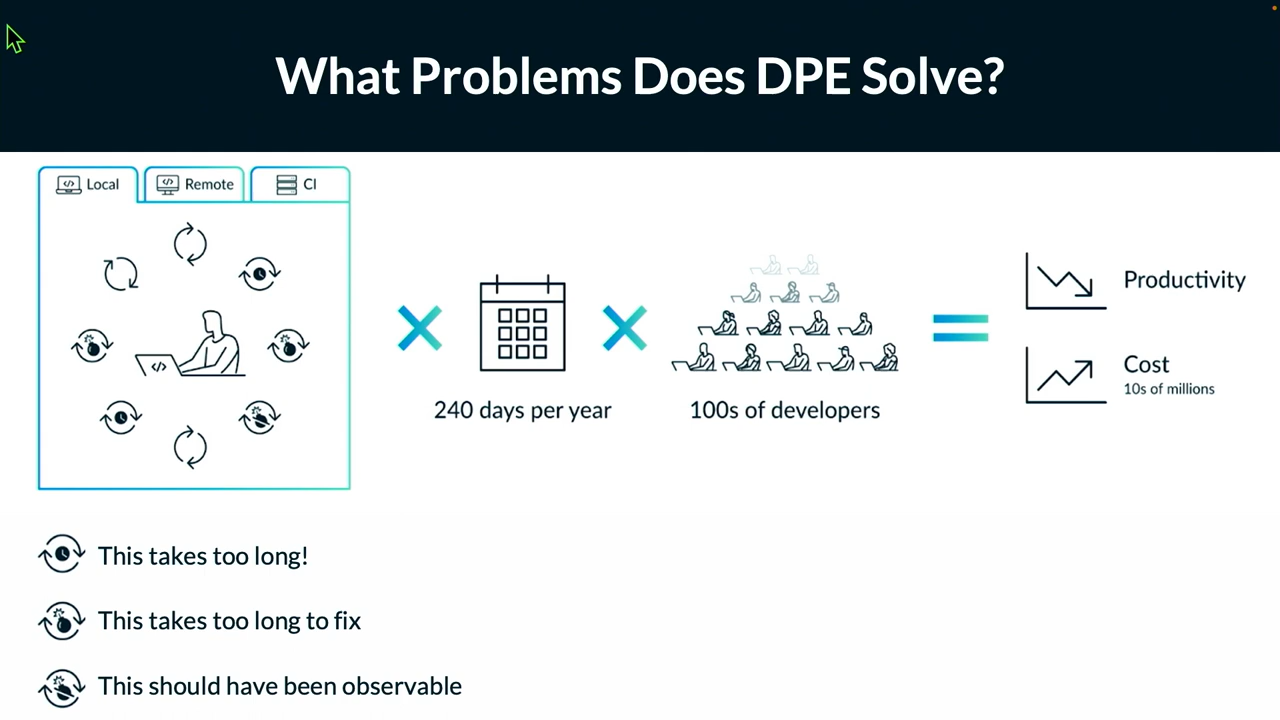 What Problems Does DPE Solve?
</> Local
</> Remote
CI
</>
240 days per year
100s of developers
Productivity
Cost
10s of millions
This takes too long!
This takes too long to fix
This should have been observable